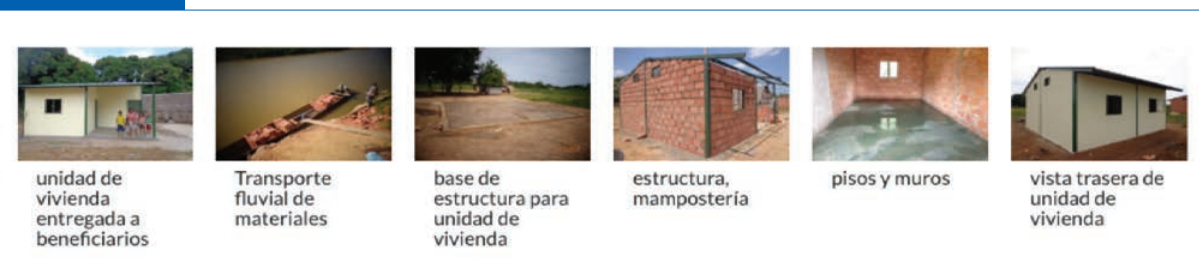 unidad de
vivienda
entregada a
beneficiarios
Transporte
fluvial de
materiales
base de
estructura para
unidad de
vivienda
estructura,
mampostería
pisos y muros
vista trasera de
unidad de
vivienda